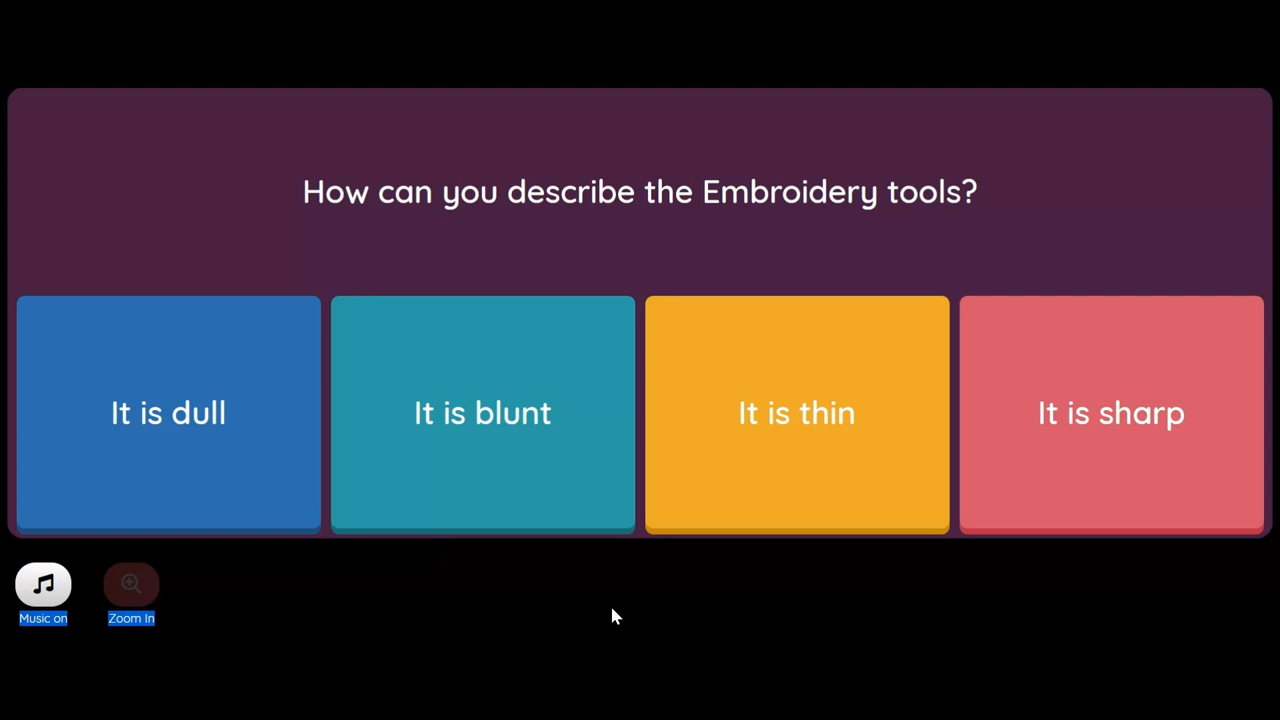 How can you describe the Embroidery tools?
It is dull
It is blunt
It is thin
It is sharp
Music on
Zoom In